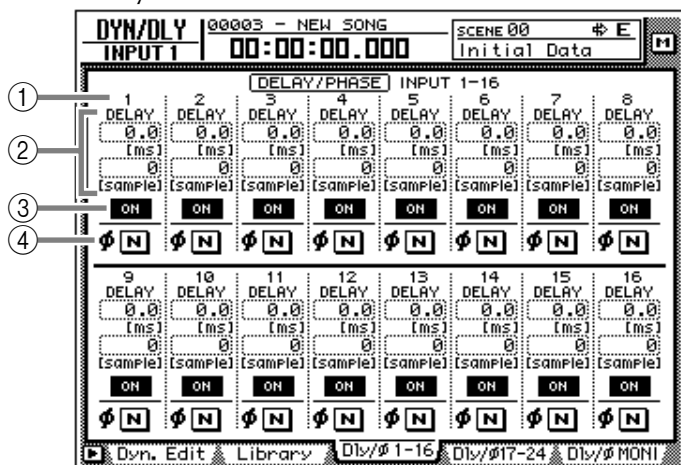 DYN/DLY 00003 - NEW SONG SCENE 00 E
INPUT 1 00:00:00.000 Initial Data M
DELAY/PHASE INPUT 1-16
① 1 2 3 4 5 6 7 8
DELAY DELAY DELAY DELAY DELAY DELAY DELAY DELAY
② 0.0 0.0 0.0 0.0 0.0 0.0 0.0 0.0
[ms] [ms] [ms] [ms] [ms] [ms] [ms] [ms]
0 0 0 0 0 0 0 0
[sample] [sample] [sample] [sample] [sample] [sample] [sample] [sample]
③ ON ON ON ON ON ON ON ON
④ ϕ N ϕ N ϕ N ϕ N ϕ N ϕ N ϕ N ϕ N
9 10 11 12 13 14 15 16
DELAY DELAY DELAY DELAY DELAY DELAY DELAY DELAY
0.0 0.0 0.0 0.0 0.0 0.0 0.0 0.0
[ms] [ms] [ms] [ms] [ms] [ms] [ms] [ms]
0 0 0 0 0 0 0 0
[sample] [sample] [sample] [sample] [sample] [sample] [sample] [sample]
ON ON ON ON ON ON ON ON
ϕ N ϕ N ϕ N ϕ N ϕ N ϕ N ϕ N ϕ N
Dyn. Edit Library Dly/ϕ 1-16 Dly/ϕ17-24 Dly/ϕ MONI